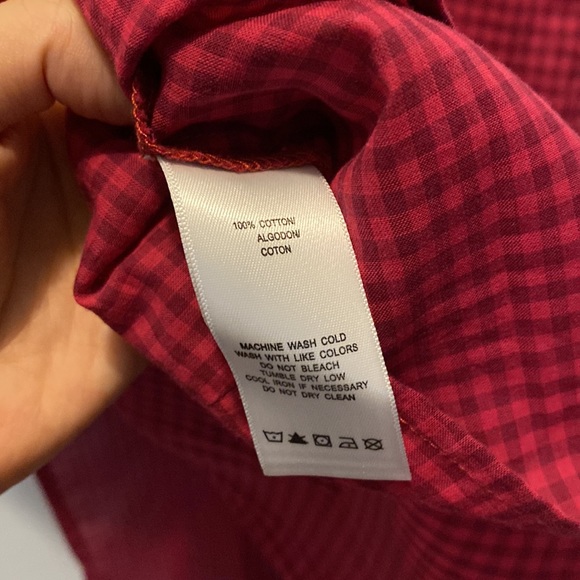 100% COTTON/
ALGODON/
COTON
MACHINE WASH COLD
WASH WITH LIKE COLORS
DO NOT BLEACH
TUMBLE DRY LOW
COOL IRON IF NECESSARY
DO NOT DRY CLEAN